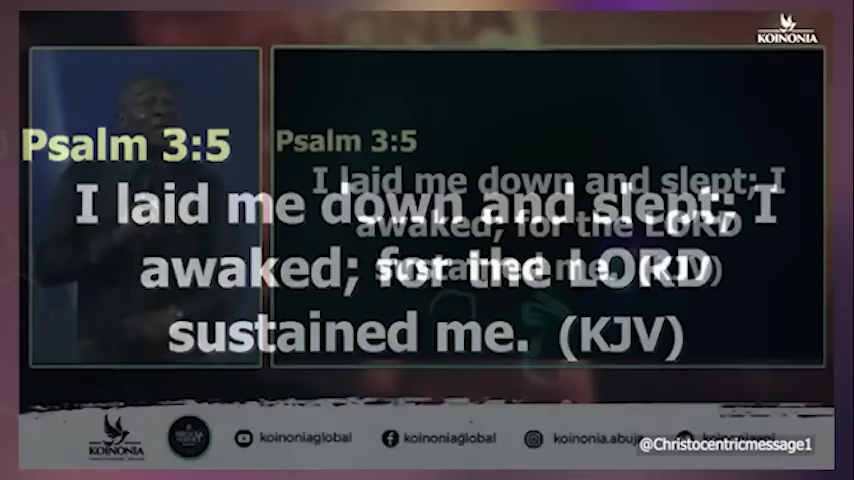 KOINONIA
Psalm 3:5
I laid me down and slept; I
awaked; for the LORD
sustained me. (KJV)
Psalm 3:5
I laid me down and slept; I
awaked; for the LORD
sustained me. (KJV)
KOINONIA
koinoniaglobal
koinoniaglobal
koinonia.abuja
@Christocentricmessage1